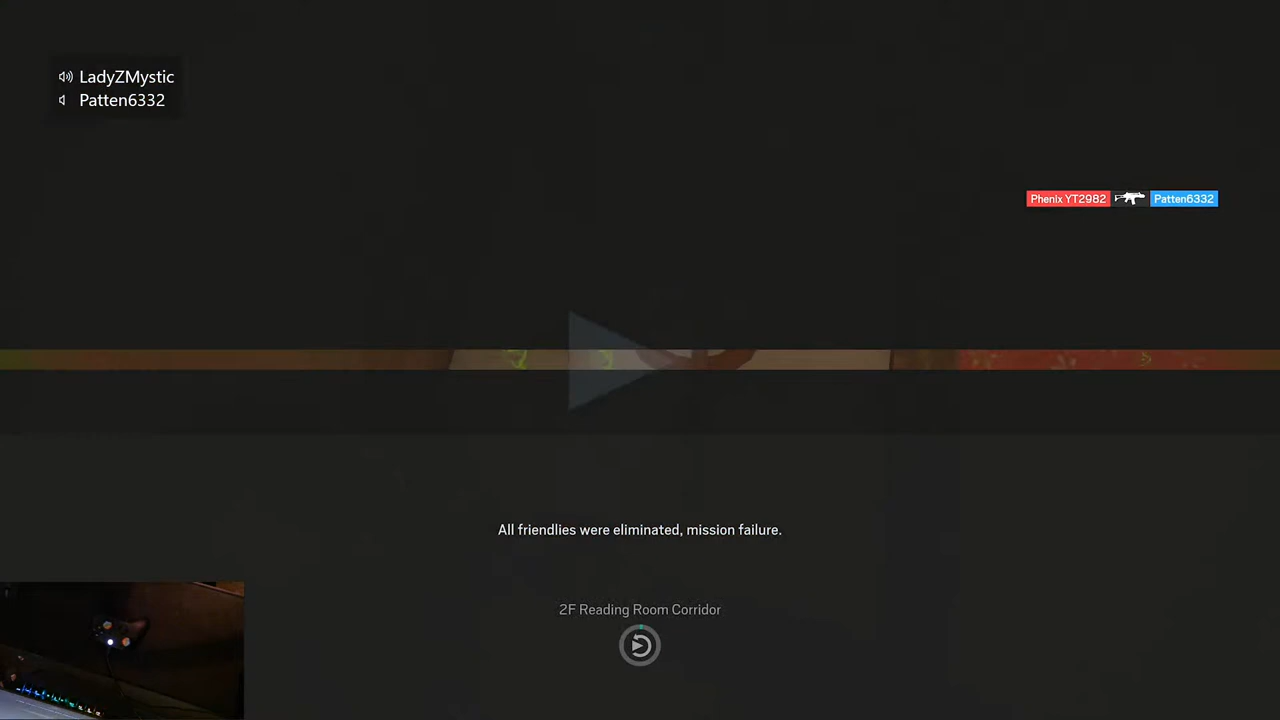 LadyZMystic
Patten6332
Phenix YT2982 Patten6332
All friendlies were eliminated, mission failure.
2F Reading Room Corridor